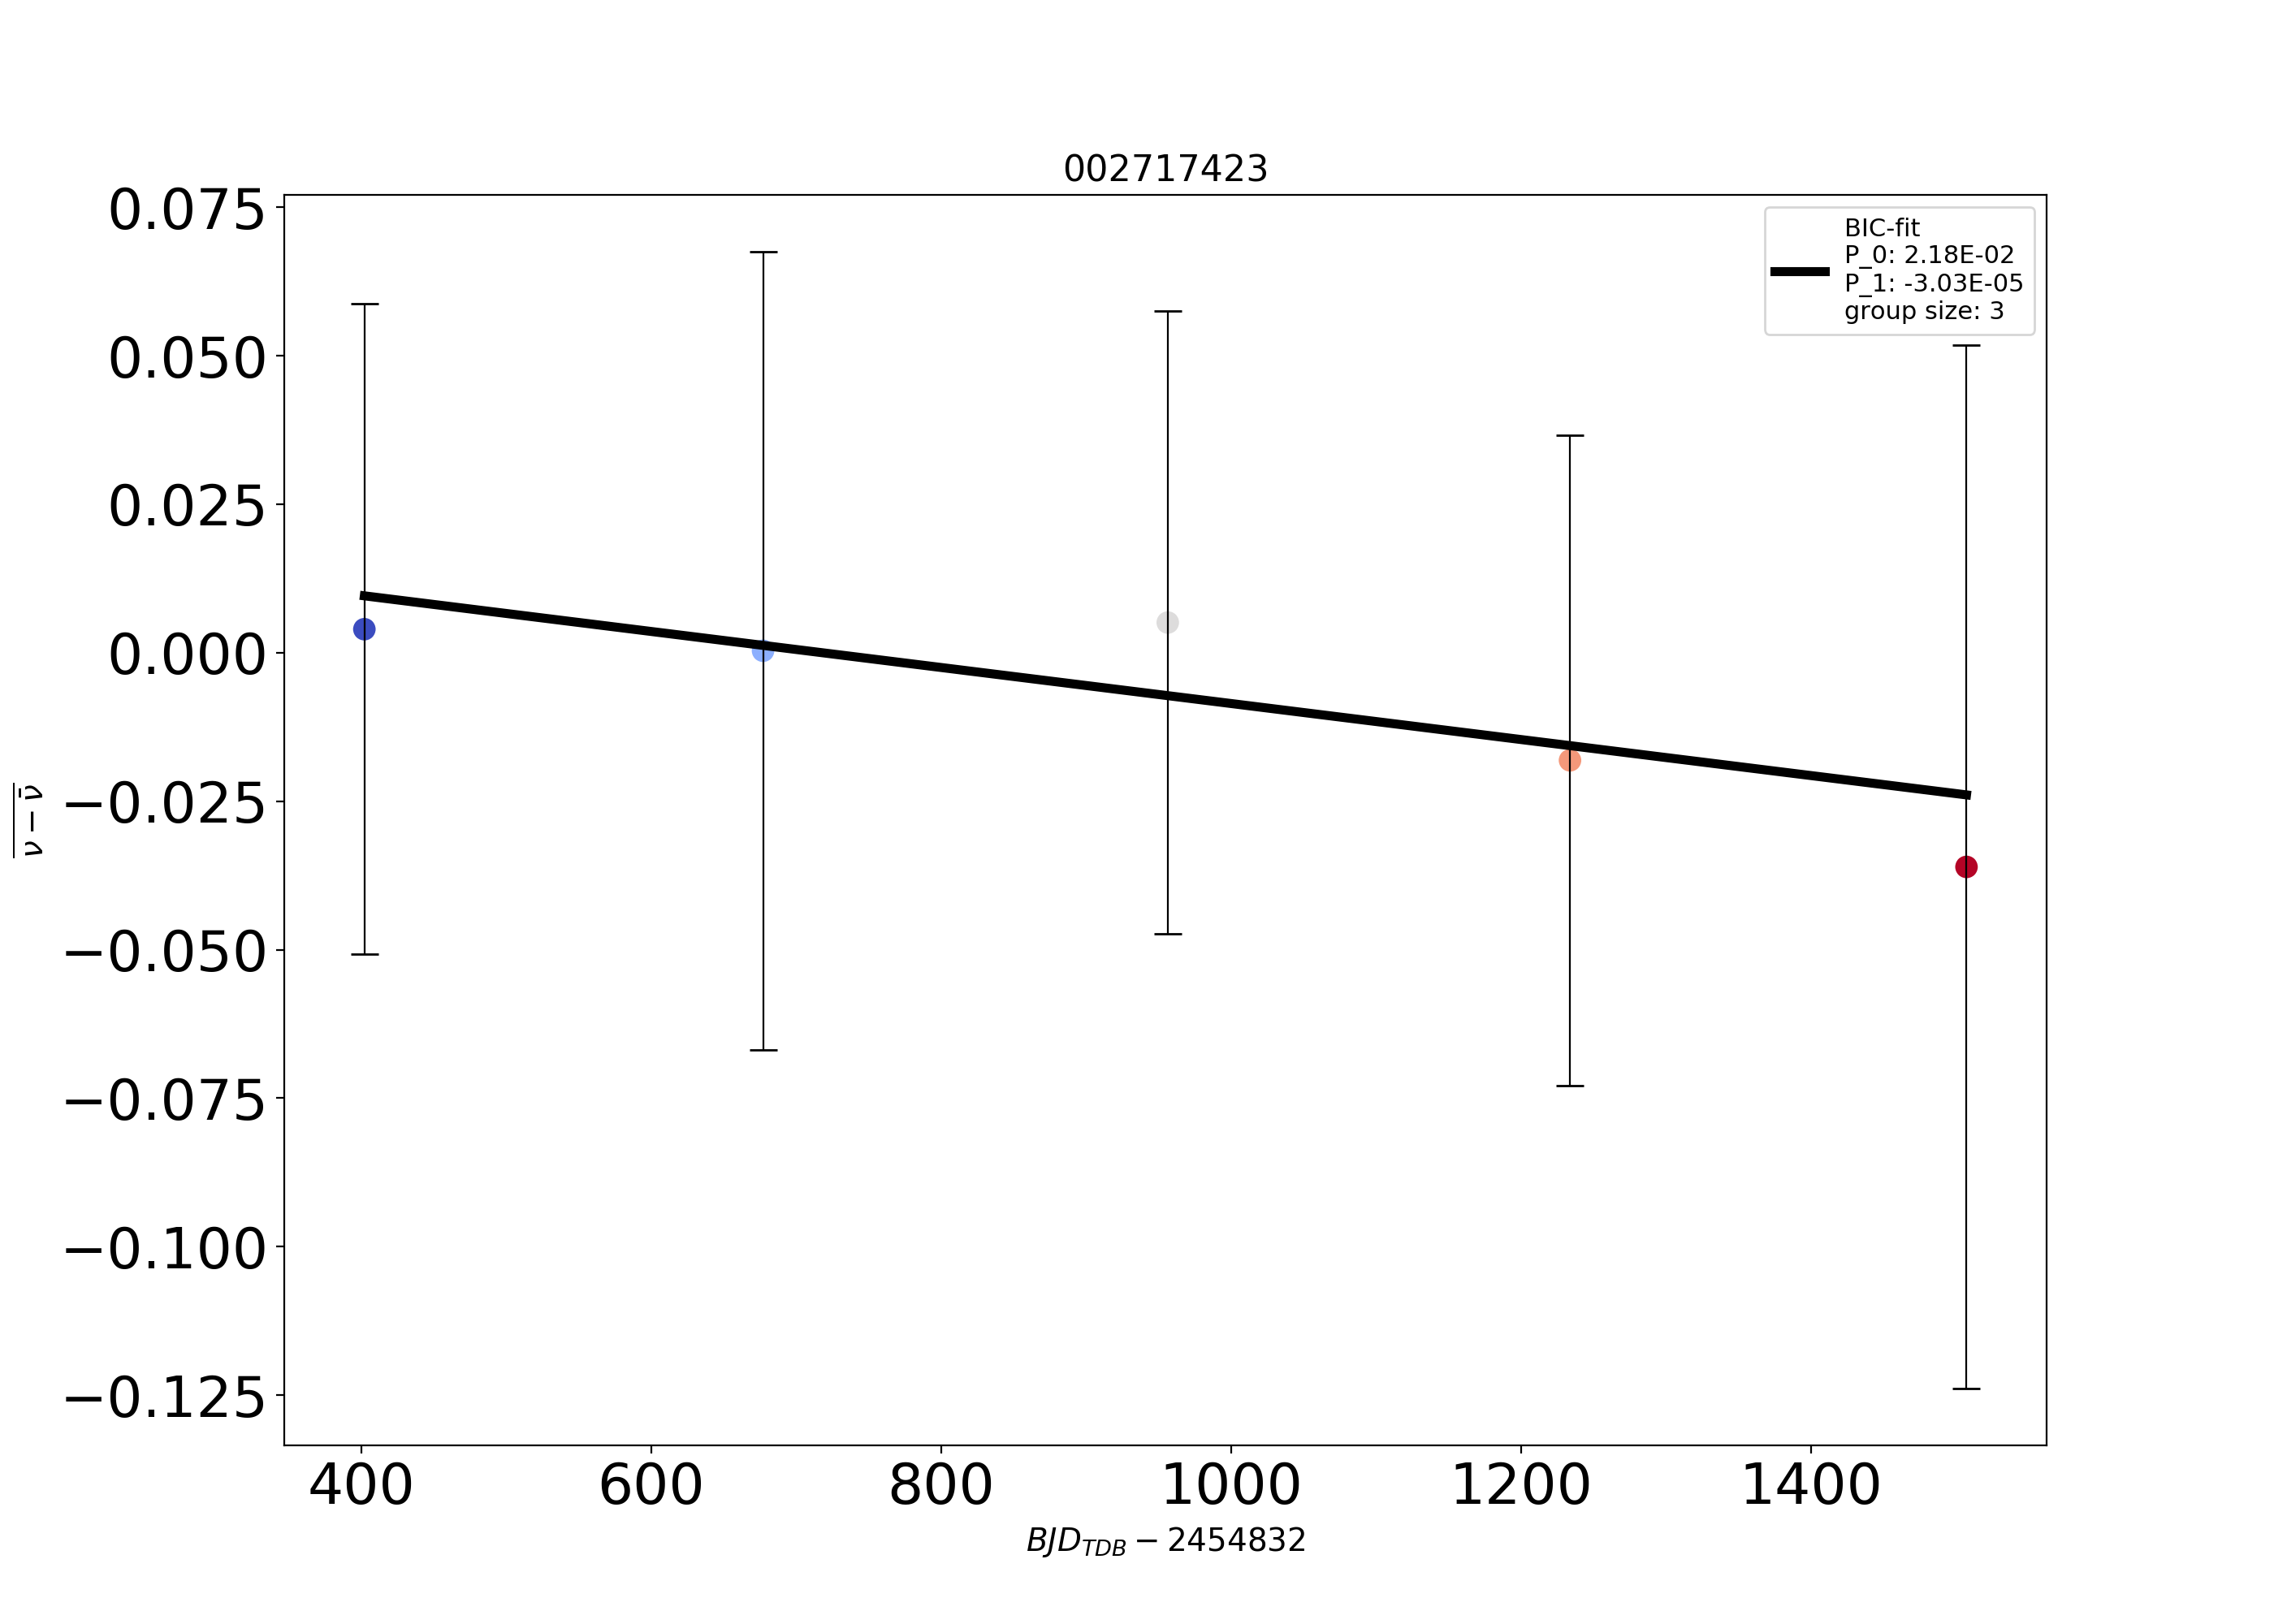 002717423
0.075
0.050
0.025
0.000
−0.025
−0.050
−0.075
−0.100
−0.125
BIC-fit
P_0: 2.18E-02
P_1: -3.03E-05
group size: 3
ν − ν̄
400 600 800 1000 1200 1400
BJD_TDB − 2454832